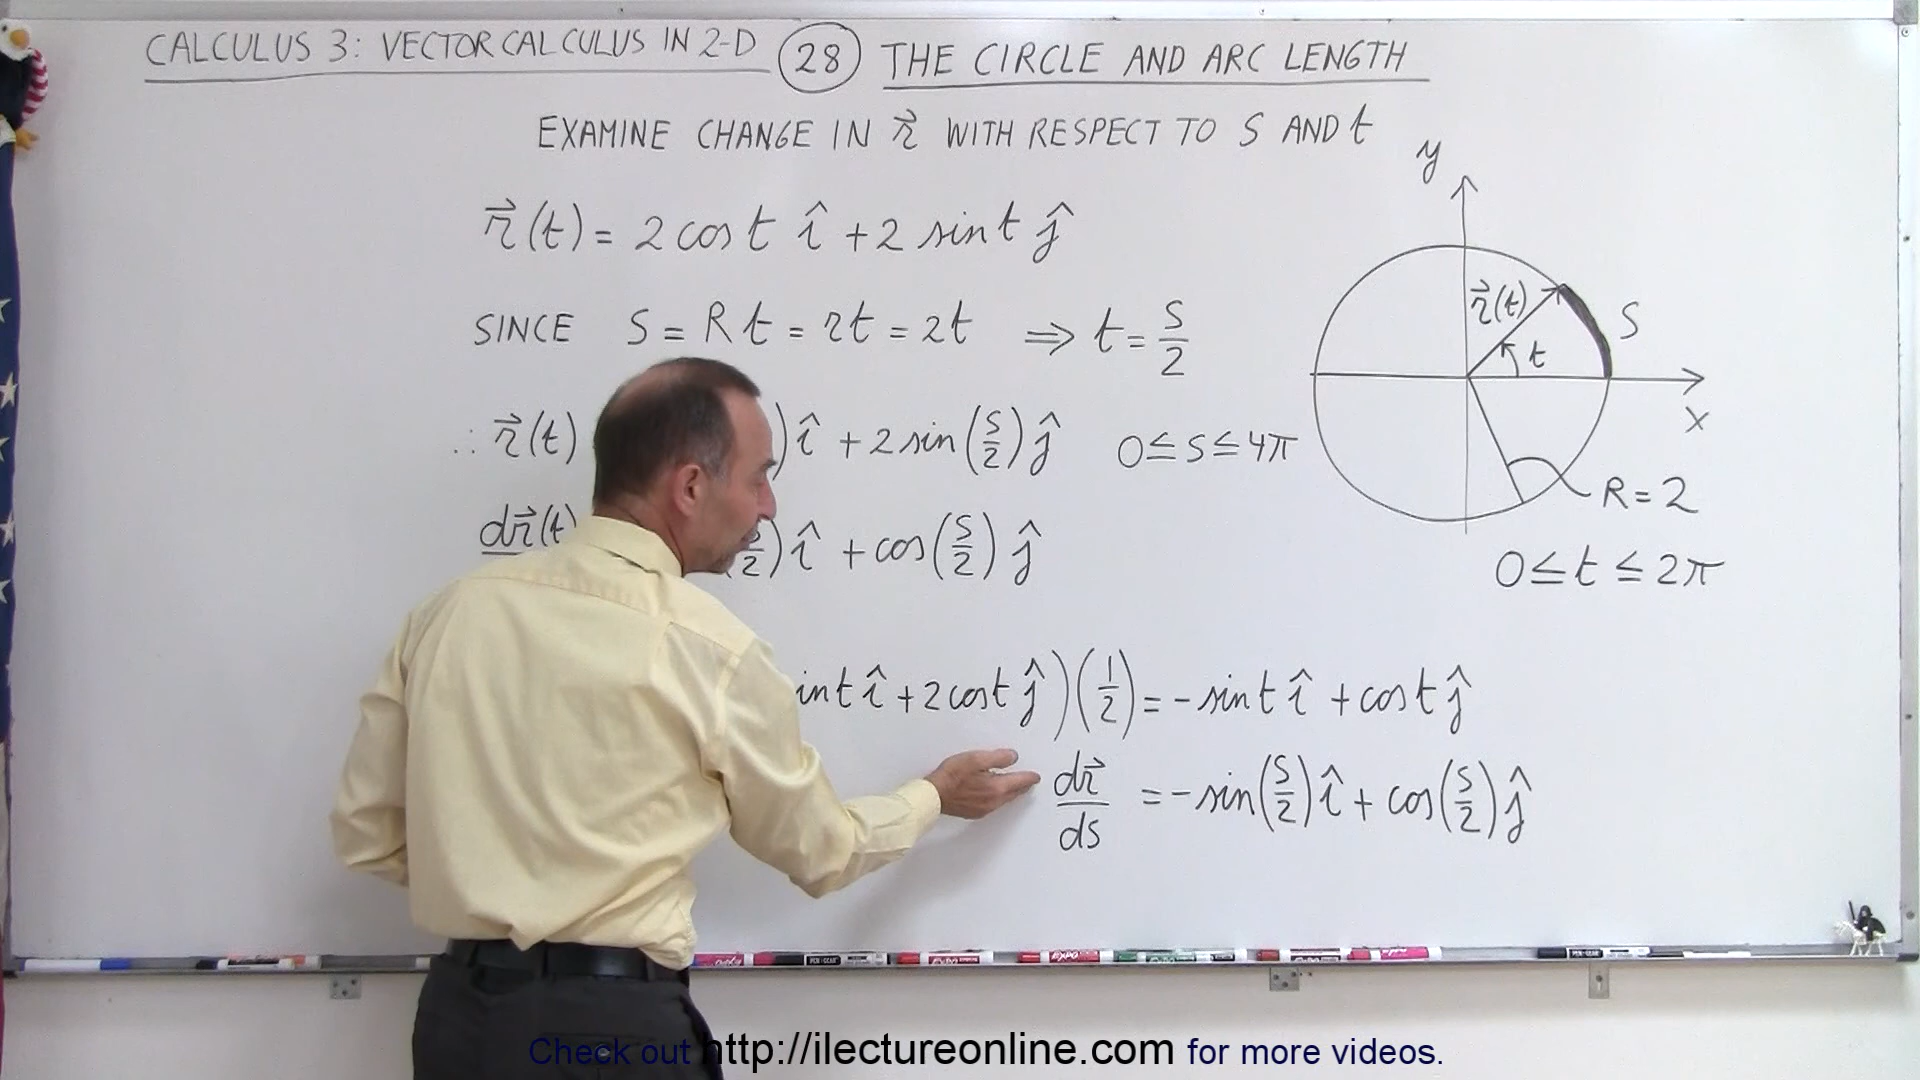 CALCULUS 3: VECTOR CALCULUS IN 2-D (28) THE CIRCLE AND ARC LENGTH
EXAMINE CHANGE IN r⃗ WITH RESPECT TO S AND t
r⃗(t) = 2 cos t î + 2 sin t ĵ
SINCE S = R t = rt = 2t ⇒ t = S/2
∴ r⃗(t) ) î + 2 sin(S/2) ĵ 0 ≤ S ≤ 4π
dr⃗(t) 2) î + cos(S/2) ĵ
int î + 2 cos t ĵ)(1/2) = - sin t î + cos t ĵ
dr⃗/ds = - sin(S/2) î + cos(S/2) ĵ
y
r⃗(t)
S
t
x
R = 2
0 ≤ t ≤ 2π
EXPO
Check out http://ilectureonline.com for more videos.